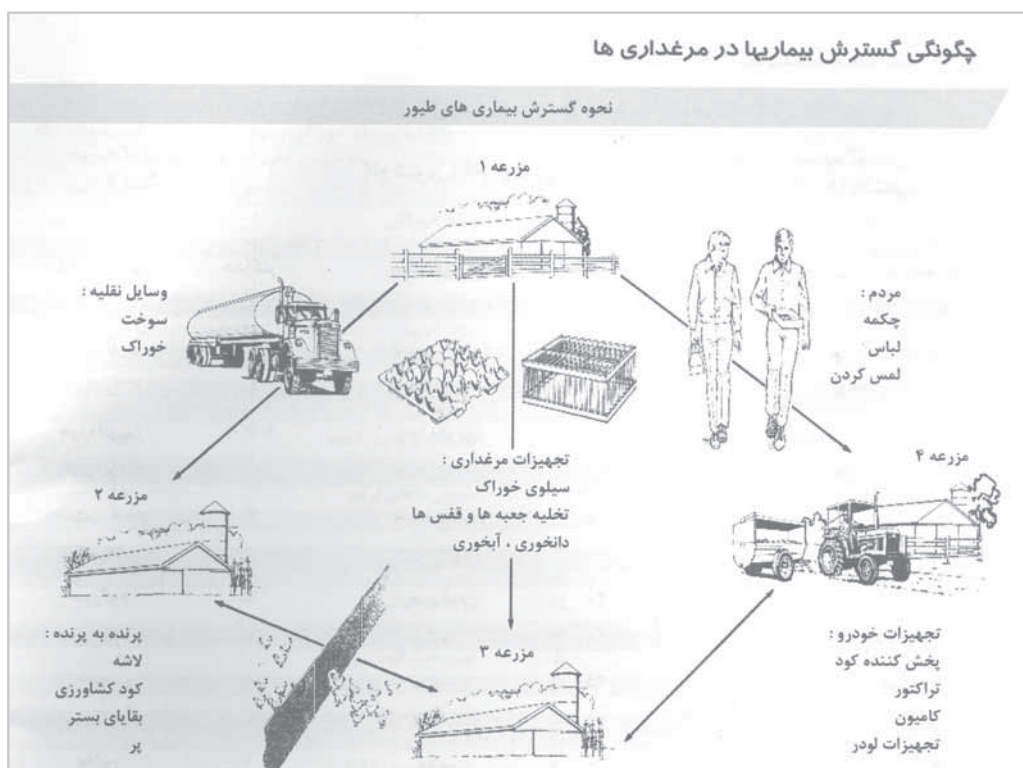 چگونگی گسترش بیماریها در مرغداری ها
نحوه گسترش بیماری های طیور
مزرعه ۱
وسایل نقلیه :
سوخت
خوراک
مردم :
چکمه
لباس
لمس کردن
تجهیزات مرغداری :
سیلوی خوراک
تخلیه جعبه ها و قفس ها
دانخوری ، آبخوری
مزرعه ۴
مزرعه ۲
مزرعه ۳
پرنده به پرنده :
لاشه
کود کشاورزی
بقایای بستر
پر
تجهیزات خودرو :
پخش کننده کود
تراکتور
کامیون
تجهیزات لودر